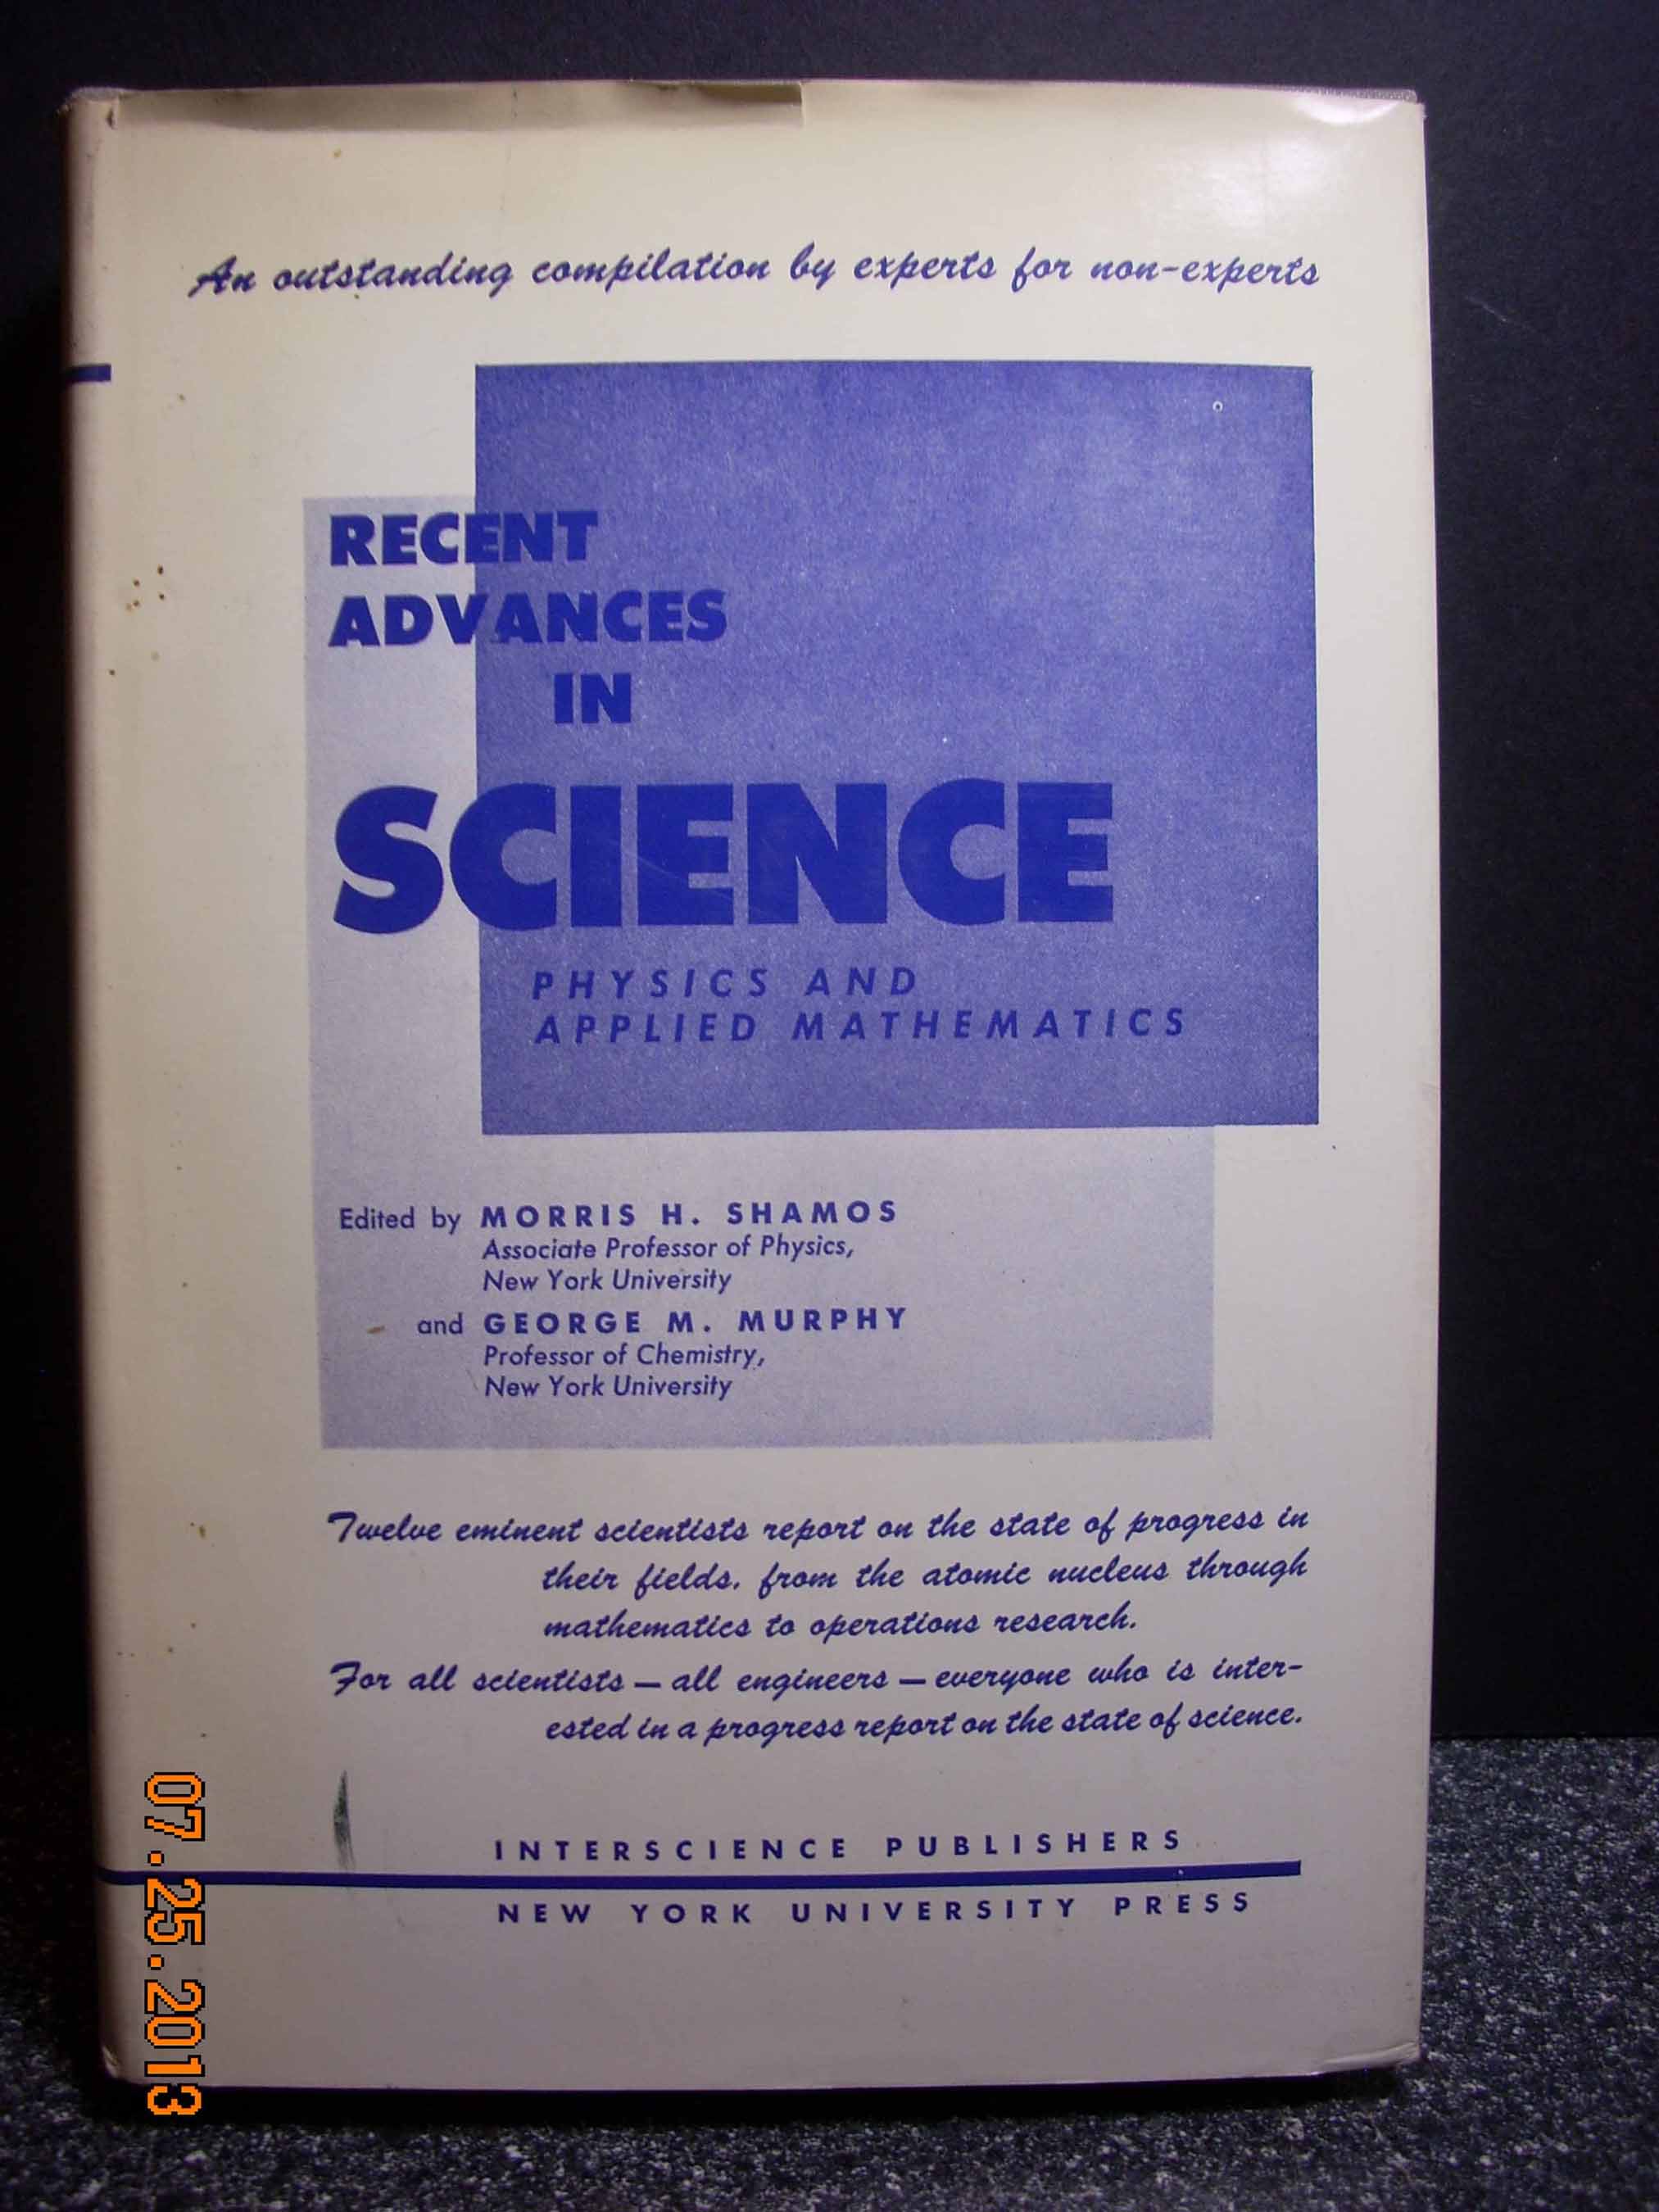 An outstanding compilation by experts for non-experts
RECENT
ADVANCES
IN
SCIENCE
PHYSICS AND
APPLIED MATHEMATICS
Edited by MORRIS H. SHAMOS
Associate Professor of Physics,
New York University
and GEORGE M. MURPHY
Professor of Chemistry,
New York University
Twelve eminent scientists report on the state of progress in
their fields, from the atomic nucleus through
mathematics to operations research.
For all scientists — all engineers — everyone who is inter-
ested in a progress report on the state of science.
INTERSCIENCE PUBLISHERS
NEW YORK UNIVERSITY PRESS
07.25.2013